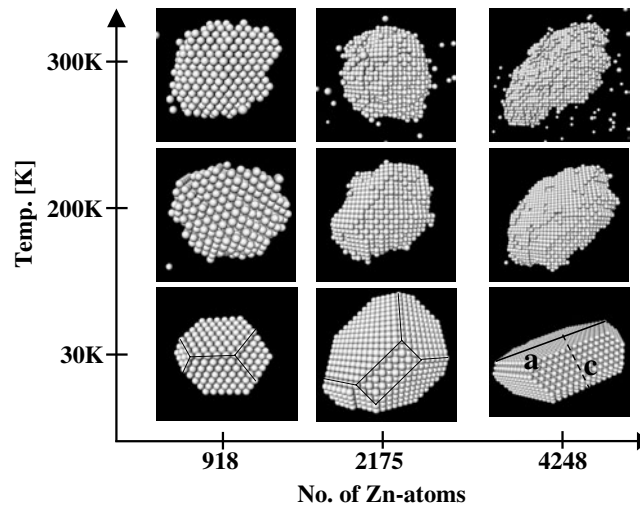 300K
200K
30K
Temp. [K]
a
c
918
2175
4248
No. of Zn-atoms